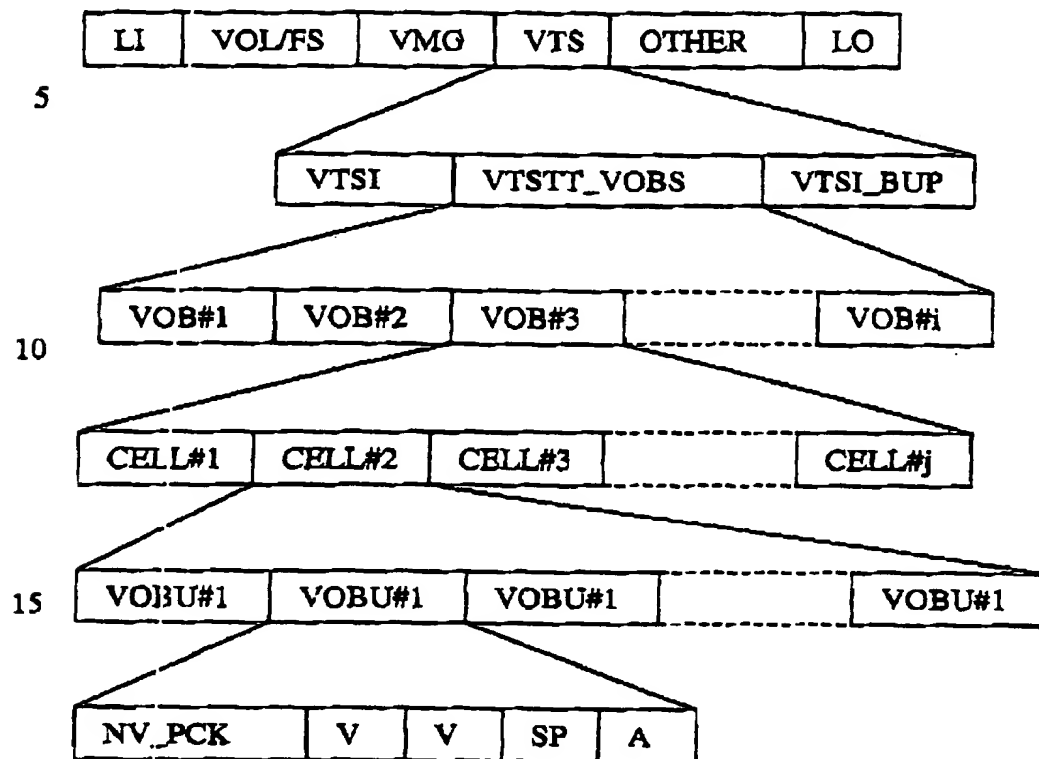 LI VOL/FS VMG VTS OTHER LO
5
VTSI VTSTT_VOBS VTSI_BUP
VOB#1 VOB#2 VOB#3 VOB#i
10
CELL#1 CELL#2 CELL#3 CELL#j
15 VOBU#1 VOBU#1 VOBU#1 VOBU#1
NV_PCK V V SP A